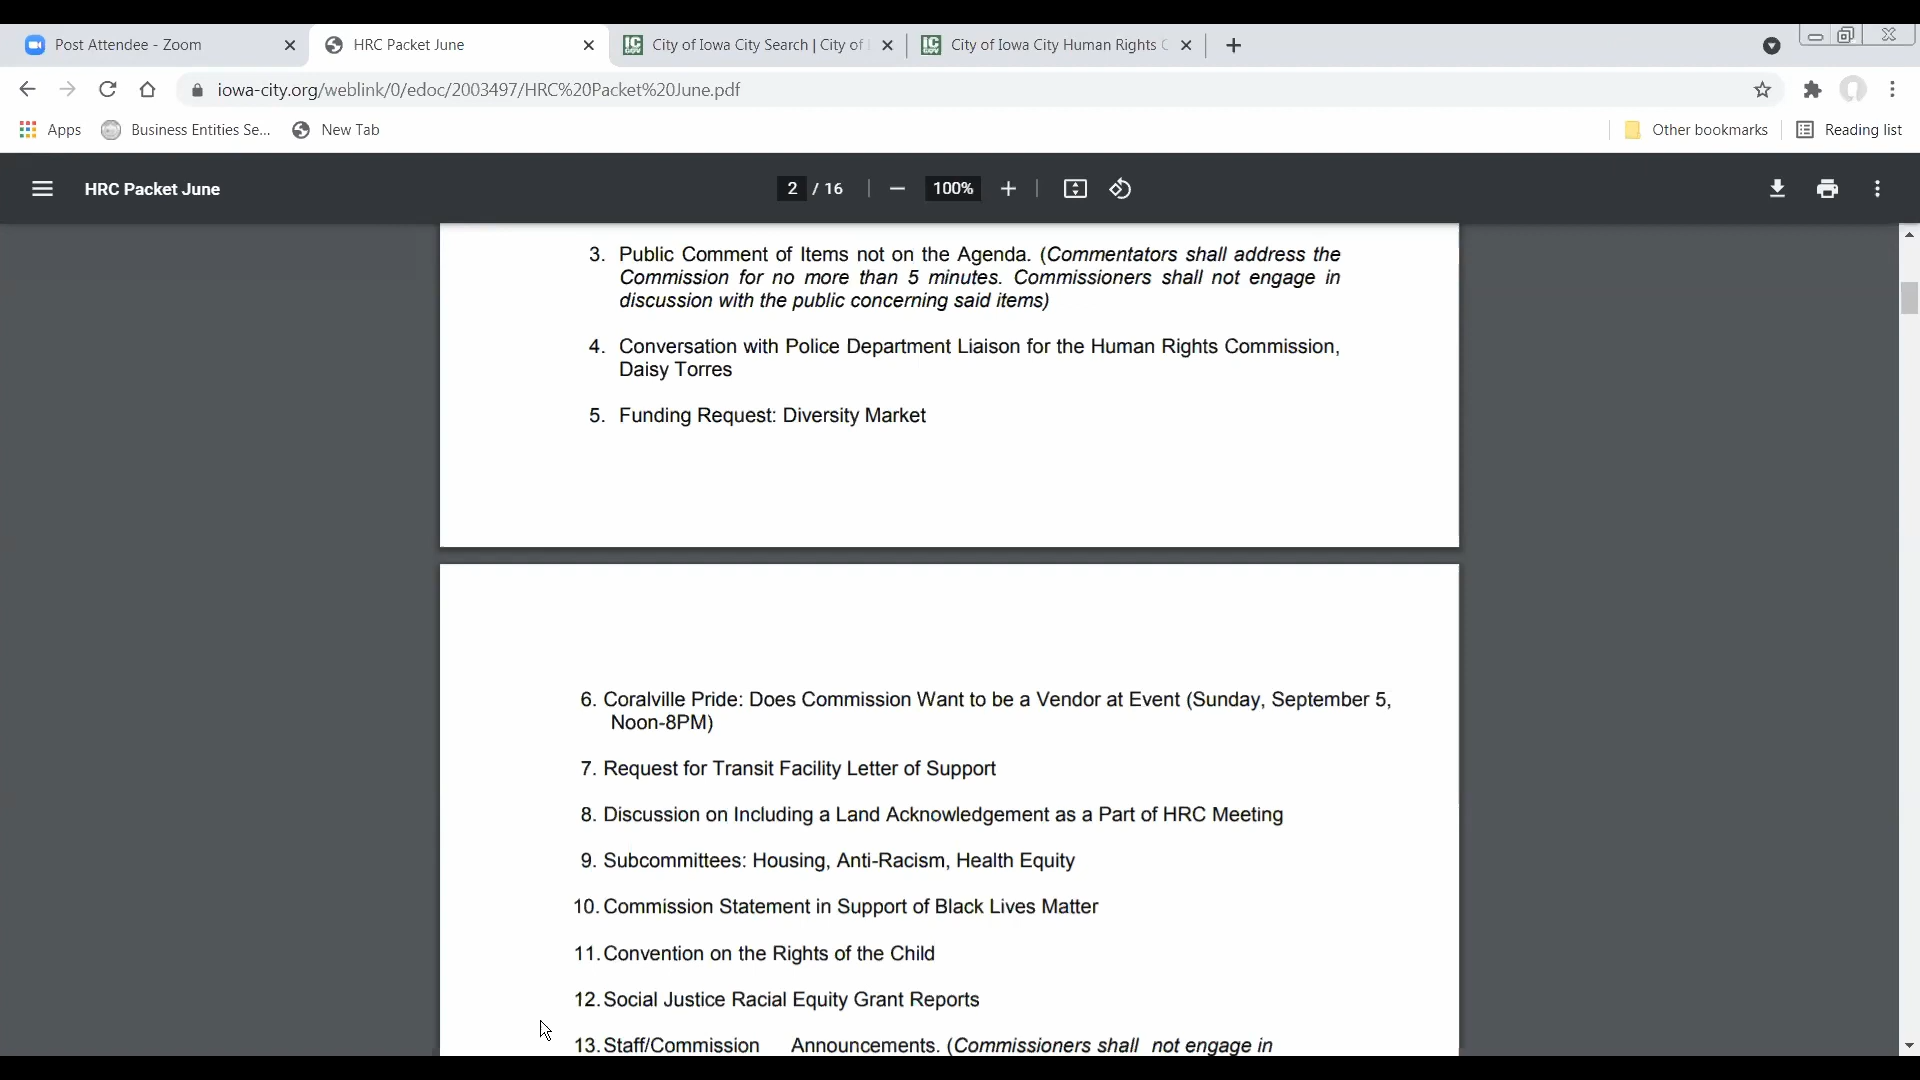 Post Attendee - Zoom
HRC Packet June
City of Iowa City Search | City of
City of Iowa City Human Rights
iowa-city.org/weblink/0/edoc/2003497/HRC%20Packet%20June.pdf
Apps
Business Entities Se...
New Tab
Other bookmarks
Reading list
HRC Packet June
2 / 16
100%
3. Public Comment of Items not on the Agenda. (Commentators shall address the
Commission for no more than 5 minutes. Commissioners shall not engage in
discussion with the public concerning said items)
4. Conversation with Police Department Liaison for the Human Rights Commission,
Daisy Torres
5. Funding Request: Diversity Market
6. Coralville Pride: Does Commission Want to be a Vendor at Event (Sunday, September 5,
Noon-8PM)
7. Request for Transit Facility Letter of Support
8. Discussion on Including a Land Acknowledgement as a Part of HRC Meeting
9. Subcommittees: Housing, Anti-Racism, Health Equity
10. Commission Statement in Support of Black Lives Matter
11. Convention on the Rights of the Child
12. Social Justice Racial Equity Grant Reports
13. Staff/Commission Announcements. (Commissioners shall not engage in